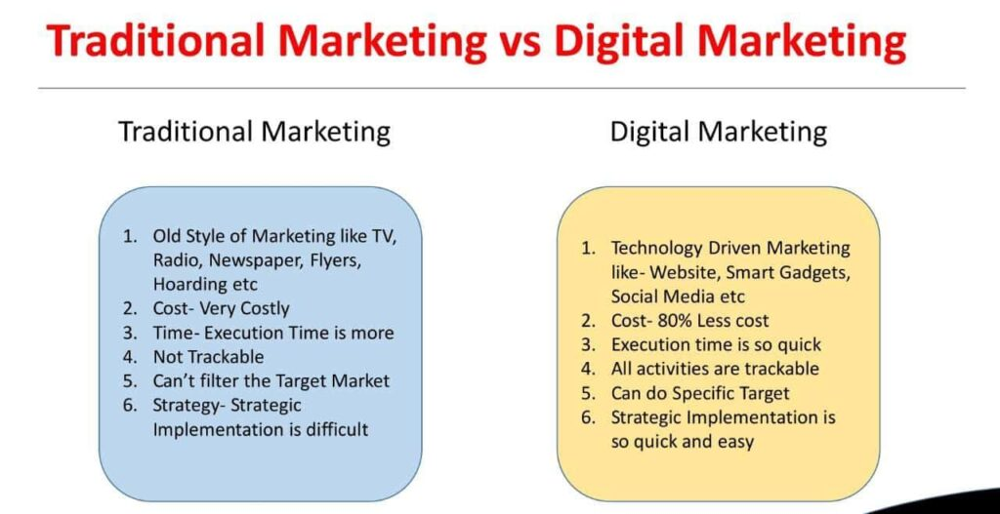 Traditional Marketing vs Digital Marketing
Traditional Marketing
1. Old Style of Marketing like TV,
Radio, Newspaper, Flyers,
Hoarding etc
2. Cost- Very Costly
3. Time- Execution Time is more
4. Not Trackable
5. Can’t filter the Target Market
6. Strategy- Strategic
Implementation is difficult
Digital Marketing
1. Technology Driven Marketing
like- Website, Smart Gadgets,
Social Media etc
2. Cost- 80% Less cost
3. Execution time is so quick
4. All activities are trackable
5. Can do Specific Target
6. Strategic Implementation is
so quick and easy